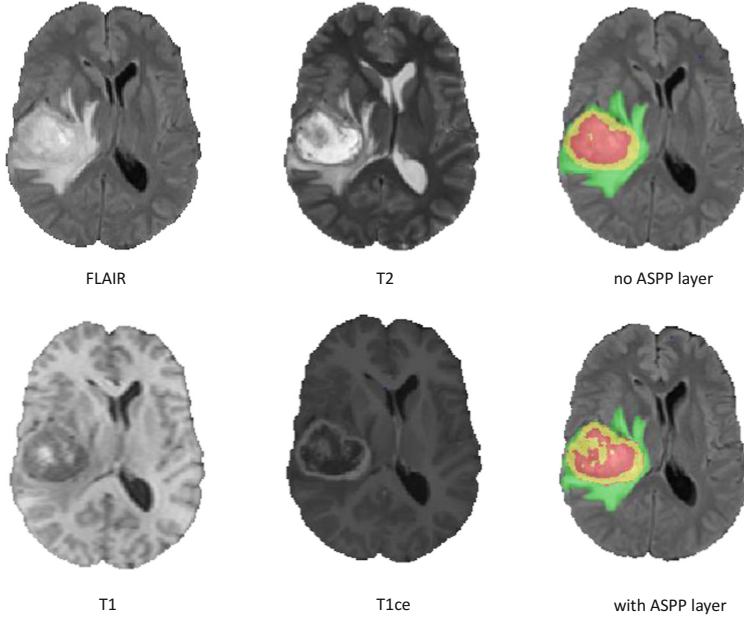 FLAIR
T2
no ASPP layer
T1
T1ce
with ASPP layer